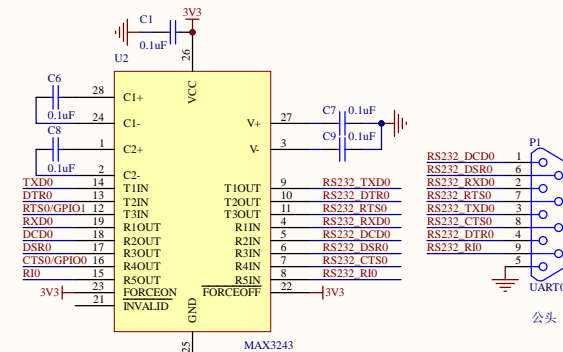 3V3
C1
0.1uF
U2
26
VCC
C6
0.1uF
28 C1+
24 C1-
C8
0.1uF
1 C2+
2 C2-
27 V+
C7 0.1uF
3 V-
C9 0.1uF
TXD0 14 T1IN T1OUT 9 RS232_TXD0
DTR0 13 T2IN T2OUT 10 RS232_DTR0
RTS0/GPIO1 12 T3IN T3OUT 11 RS232_RTS0
RXD0 19 R1OUT R1IN 4 RS232_RXD0
DCD0 18 R2OUT R2IN 5 RS232_DCD0
DSR0 17 R3OUT R3IN 6 RS232_DSR0
CTS0/GPIO0 16 R4OUT R4IN 7 RS232_CTS0
RI0 15 R5OUT R5IN 8 RS232_RI0
3V3 23 FORCEON FORCEOFF 22 3V3
21 INVALID
GND
25
MAX3243
P1
RS232_DCD0 1
RS232_DSR0 6
RS232_RXD0 2
RS232_RTS0 7
RS232_TXD0 3
RS232_CTS0 8
RS232_DTR0 4
RS232_RI0 9
5
UART0
公头